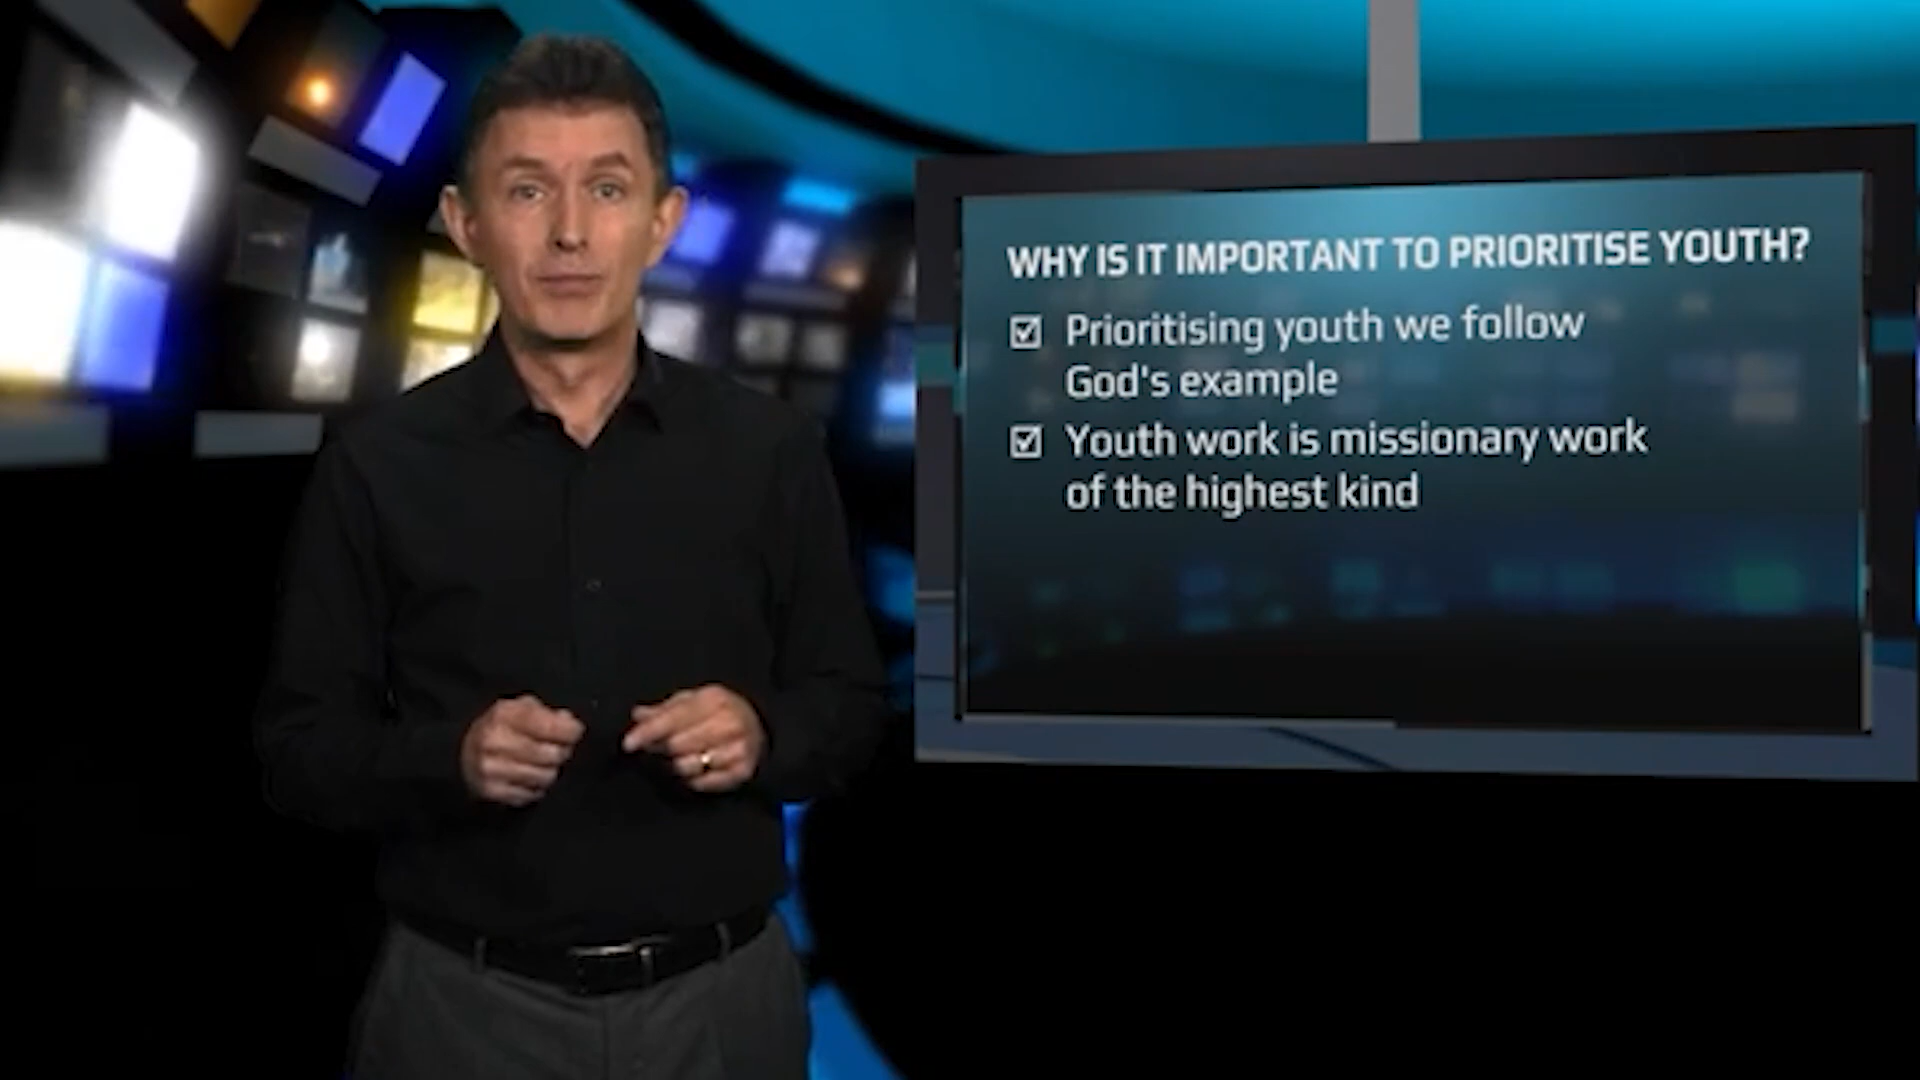 WHY IS IT IMPORTANT TO PRIORITISE YOUTH?
Prioritising youth we follow
God's example
Youth work is missionary work
of the highest kind